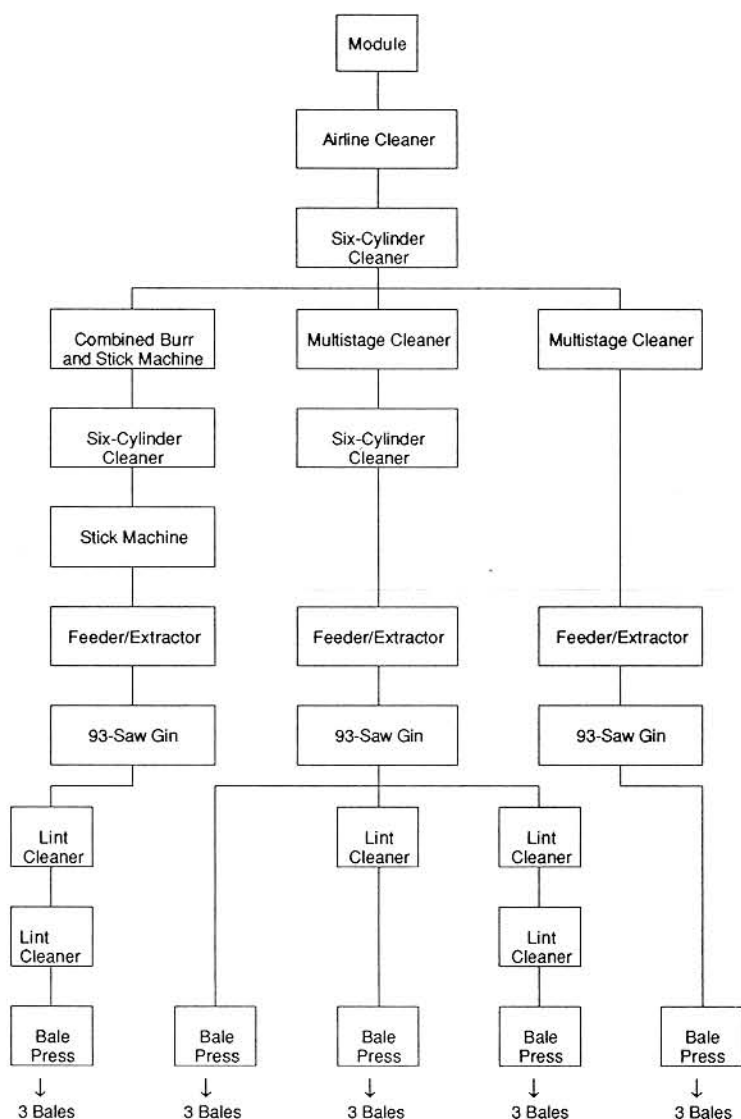 Module
Airline Cleaner
Six-Cylinder
Cleaner
Combined Burr
and Stick Machine
Multistage Cleaner
Multistage Cleaner
Six-Cylinder
Cleaner
Six-Cylinder
Cleaner
Stick Machine
Feeder/Extractor
Feeder/Extractor
Feeder/Extractor
93-Saw Gin
93-Saw Gin
93-Saw Gin
Lint
Cleaner
Lint
Cleaner
Lint
Cleaner
Lint
Cleaner
Lint
Cleaner
Bale
Press
Bale
Press
Bale
Press
Bale
Press
Bale
Press
↓
↓
↓
↓
↓
3 Bales
3 Bales
3 Bales
3 Bales
3 Bales